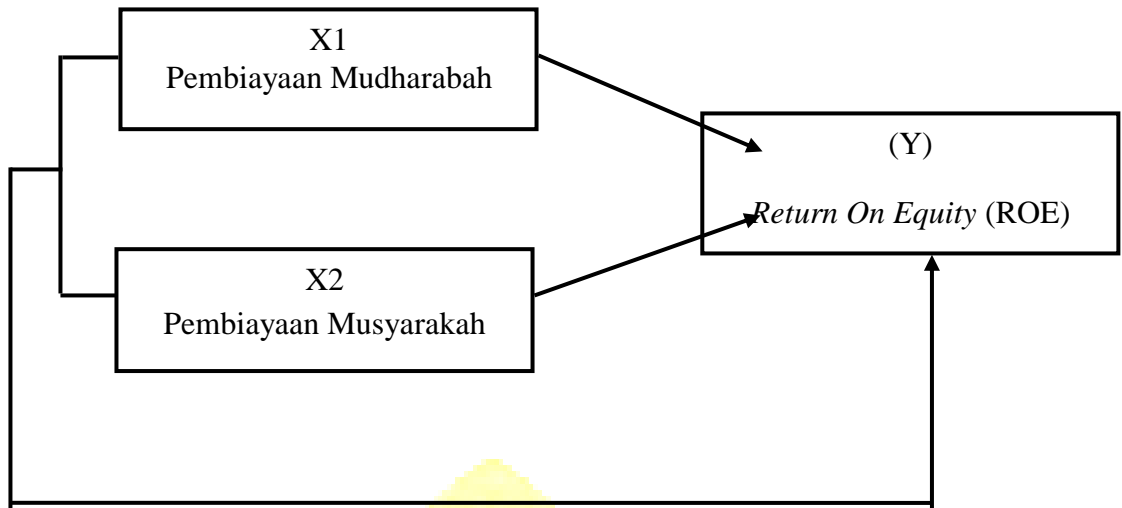 X1
Pembiayaan Mudharabah
(Y)
Return On Equity (ROE)
X2
Pembiayaan Musyarakah